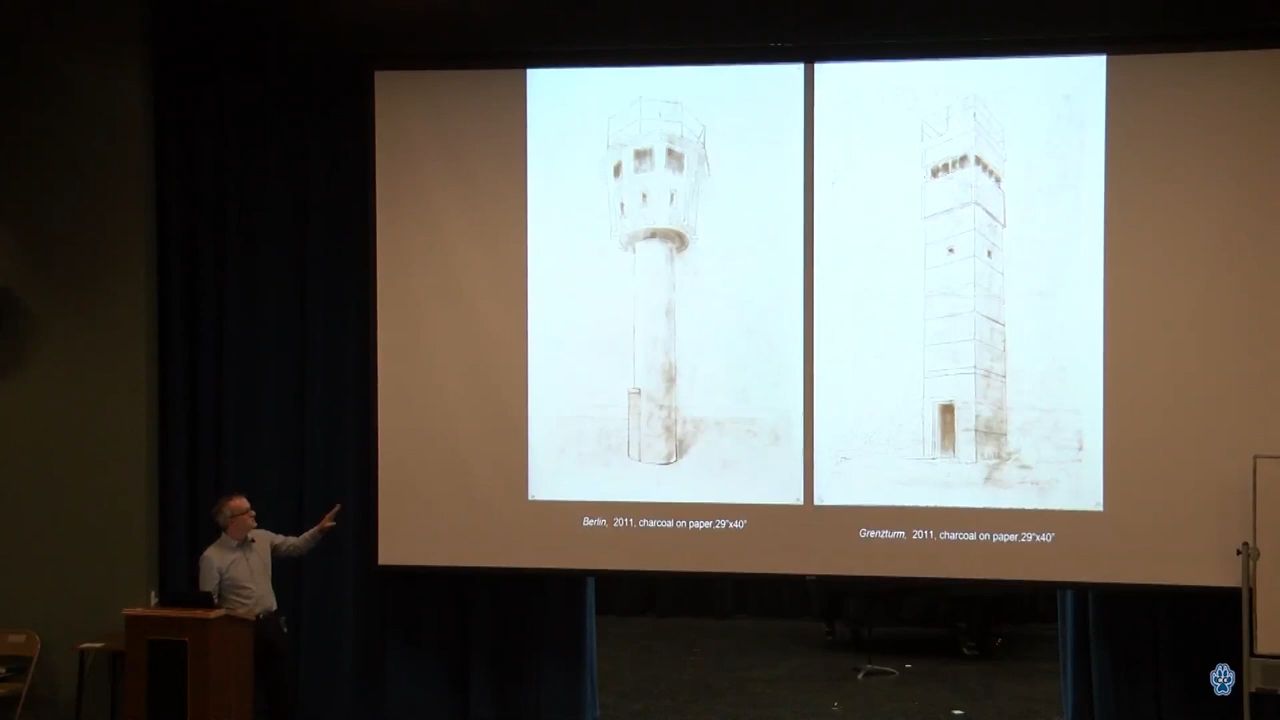 Berlin, 2011, charcoal on paper,29"x40"
Grenzturm, 2011, charcoal on paper,29"x40"